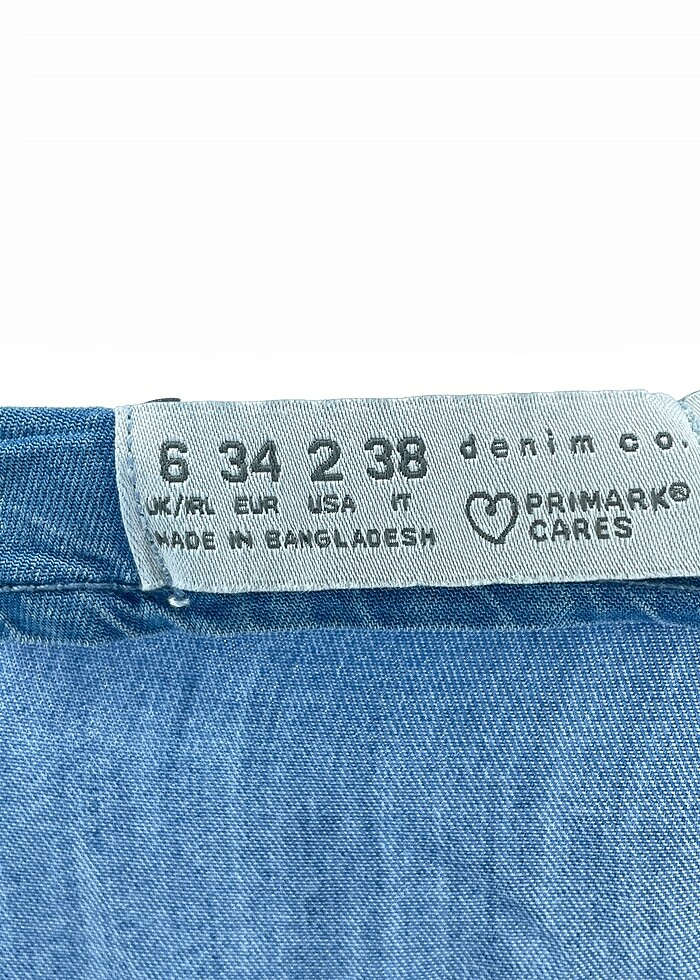 6 34 2 38
UK/IRL EUR USA IT
MADE IN BANGLADESH
denim co.
PRIMARK®
CARES